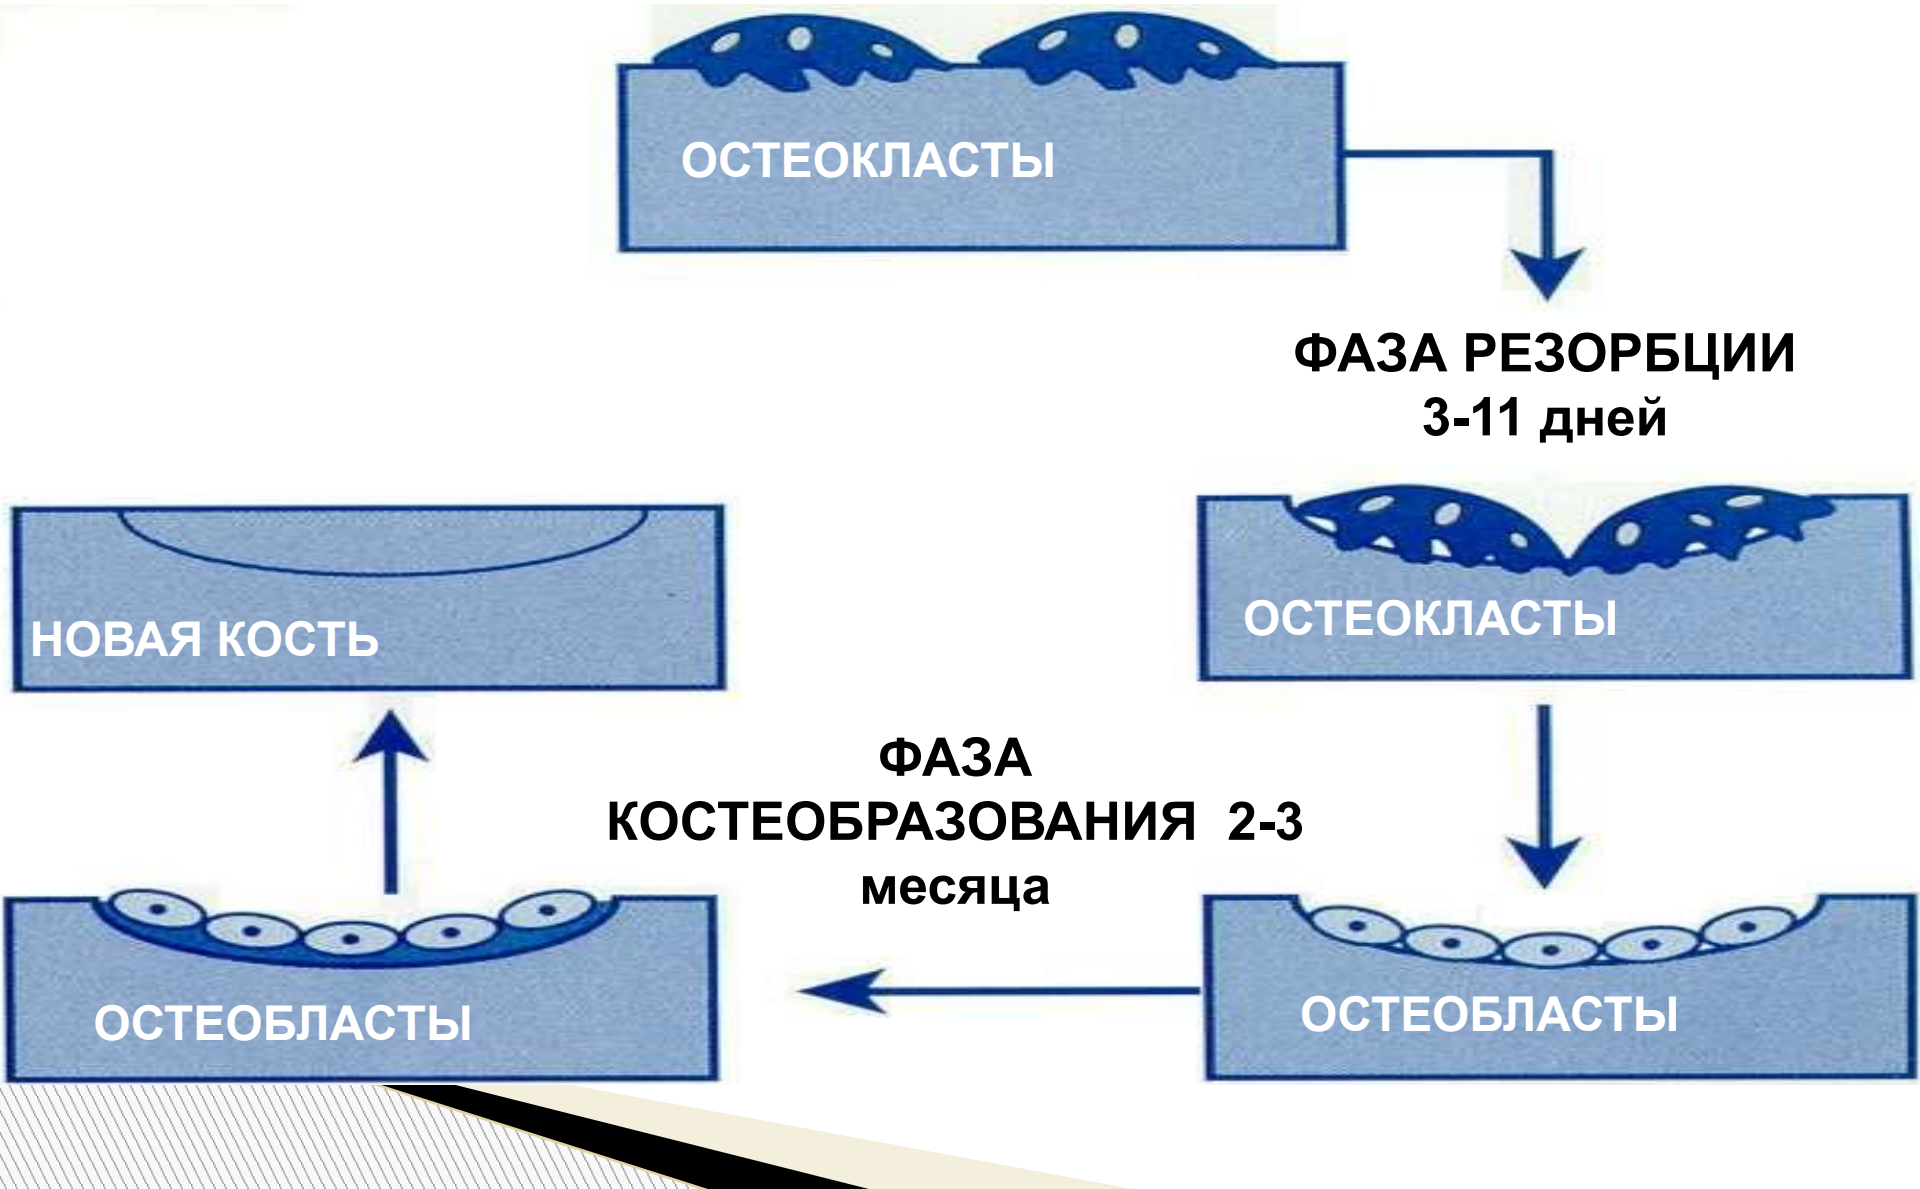 ОСТЕОКЛАСТЫ
ФАЗА РЕЗОРБЦИИ
3-11 дней
НОВАЯ КОСТЬ
ОСТЕОКЛАСТЫ
ФАЗА
КОСТЕОБРАЗОВАНИЯ 2-3
месяца
ОСТЕОБЛАСТЫ
ОСТЕОБЛАСТЫ